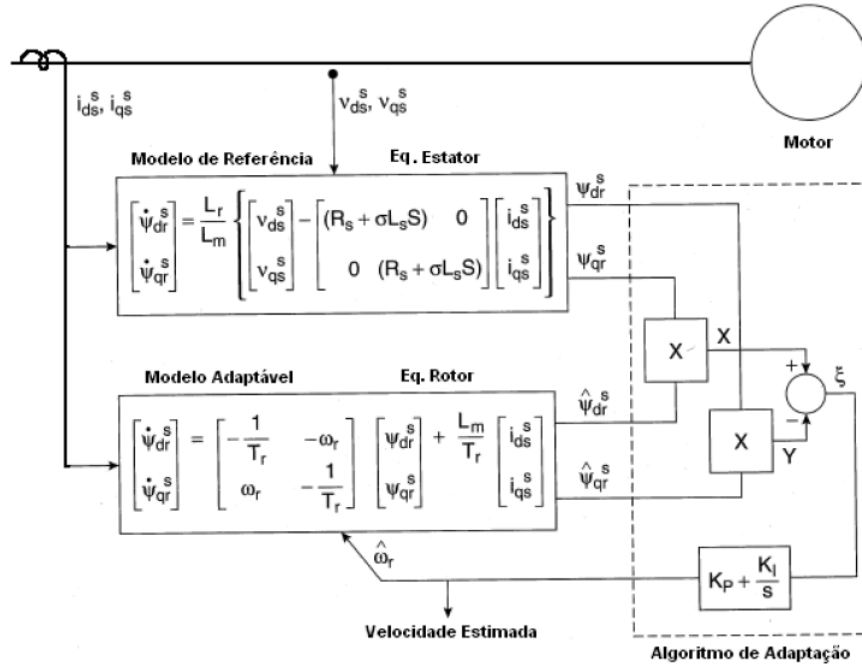 i_ds^s, i_qs^s
v_ds^s, v_qs^s
Motor
Modelo de Referência
Eq. Estator
[ψ̇_dr^s; ψ̇_qr^s] = L_r/L_m { [v_ds^s; v_qs^s] − [(R_s + σL_sS) 0; 0 (R_s + σL_sS)] [i_ds^s; i_qs^s] }
ψ_dr^s
ψ_qr^s
X
X
+
ξ
−
X
Y
Modelo Adaptável
Eq. Rotor
[ψ̇_dr^s; ψ̇_qr^s] = [−1/T_r −ω_r; ω_r −1/T_r] [ψ_dr^s; ψ_qr^s] + L_m/T_r [i_ds^s; i_qs^s]
ψ̂_dr^s
ψ̂_qr^s
ω̂_r
K_P + K_I/s
Velocidade Estimada
Algoritmo de Adaptação